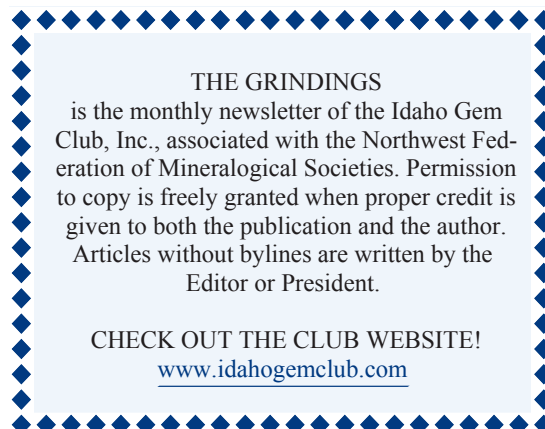 THE GRINDINGS
is the monthly newsletter of the Idaho Gem
Club, Inc., associated with the Northwest Fed-
eration of Mineralogical Societies. Permission
to copy is freely granted when proper credit is
given to both the publication and the author.
Articles without bylines are written by the
Editor or President.
CHECK OUT THE CLUB WEBSITE!
www.idahogemclub.com